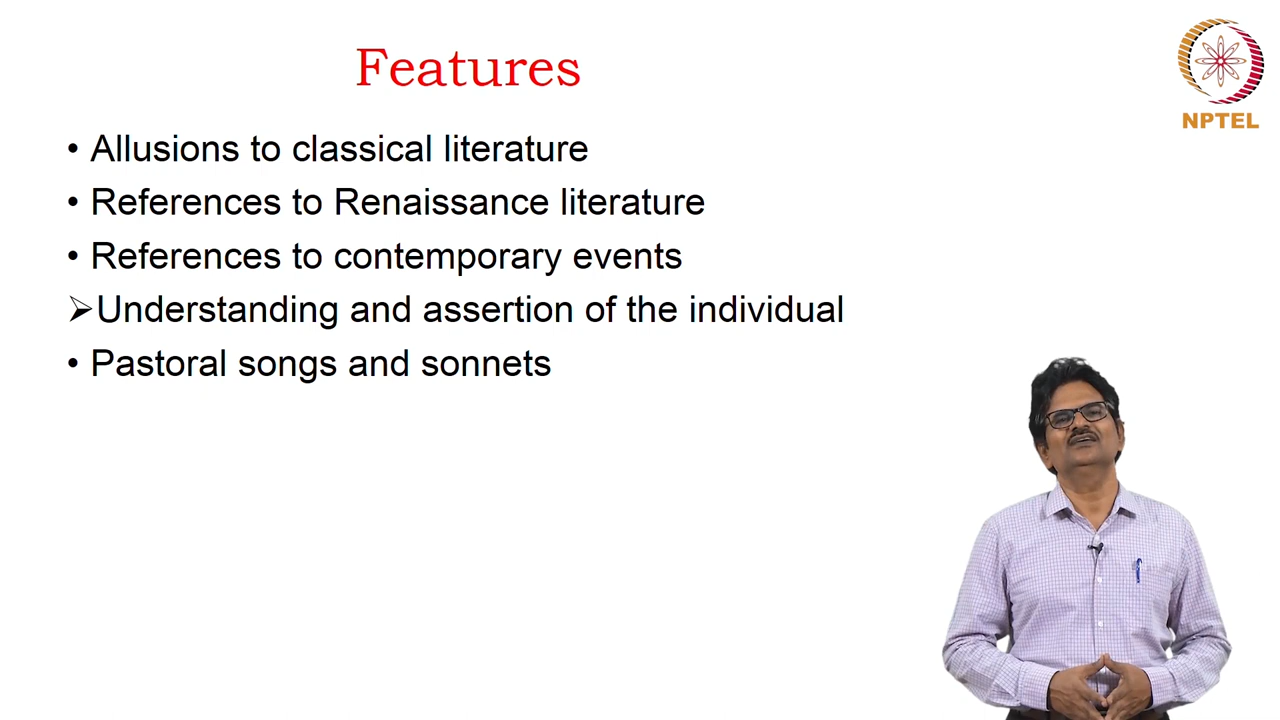 Features
NPTEL
• Allusions to classical literature
• References to Renaissance literature
• References to contemporary events
➢Understanding and assertion of the individual
• Pastoral songs and sonnets